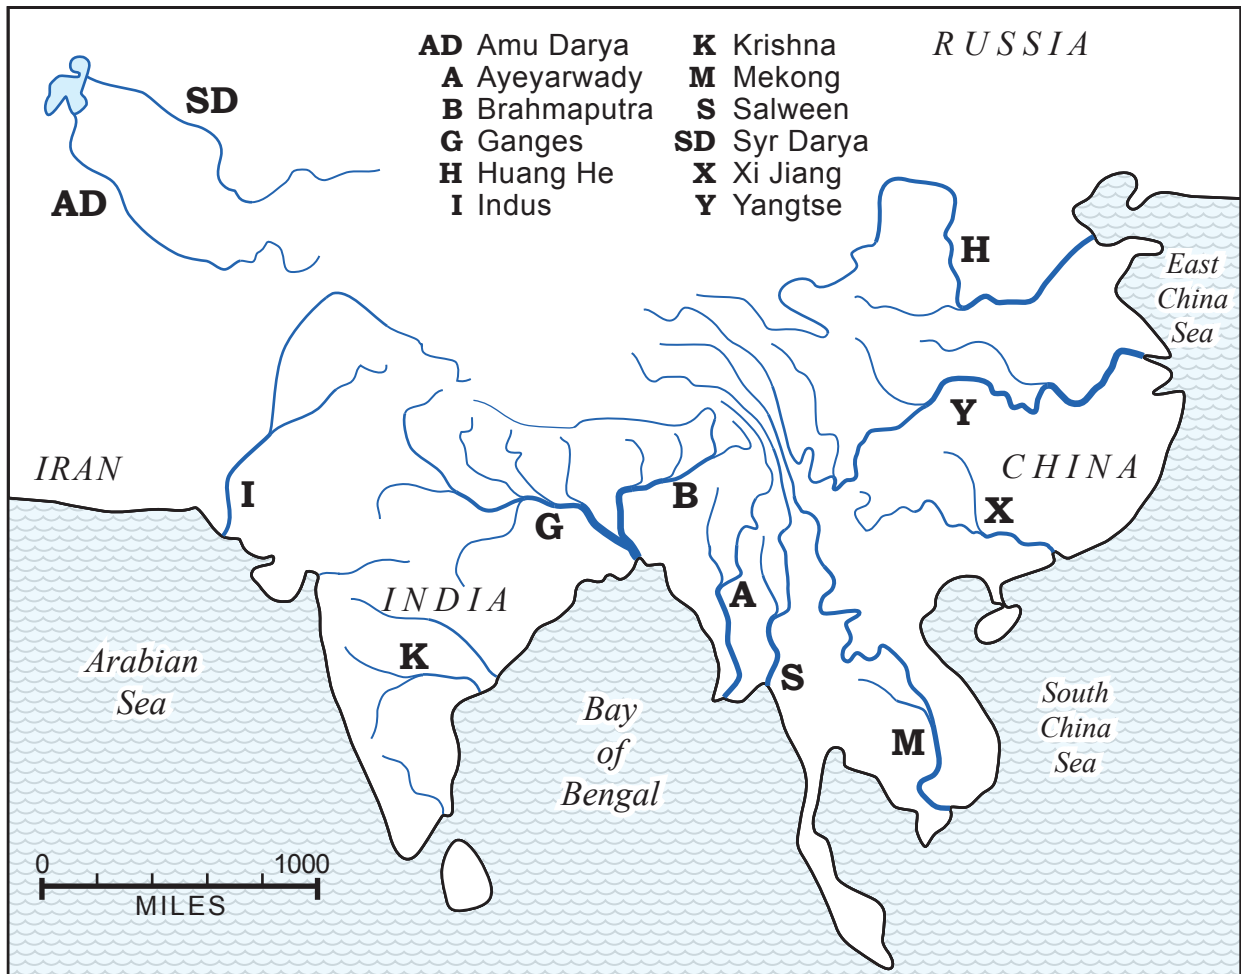 AD Amu Darya
A Ayeyarwady
B Brahmaputra
G Ganges
H Huang He
I Indus
K Krishna
M Mekong
S Salween
SD Syr Darya
X Xi Jiang
Y Yangtse
RUSSIA
SD
AD
H
East
China
Sea
Y
IRAN
CHINA
I
B
X
G
INDIA
A
K
Arabian
Sea
S
South
China
Sea
Bay
of
Bengal
M
0 1000
MILES